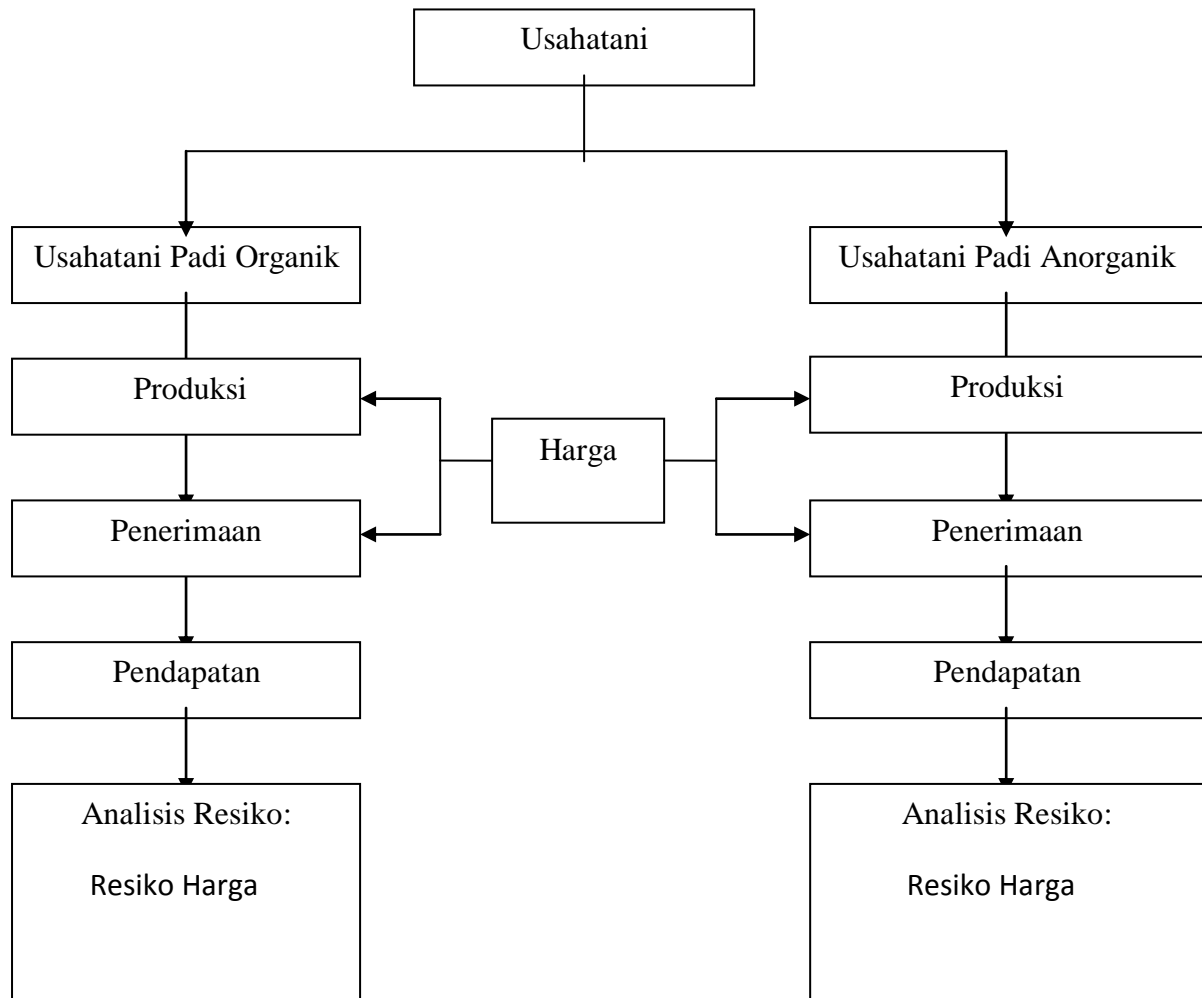 Usahatani
Usahatani Padi Organik
Usahatani Padi Anorganik
Produksi
Produksi
Harga
Penerimaan
Penerimaan
Pendapatan
Pendapatan
Analisis Resiko:
Resiko Harga
Analisis Resiko:
Resiko Harga